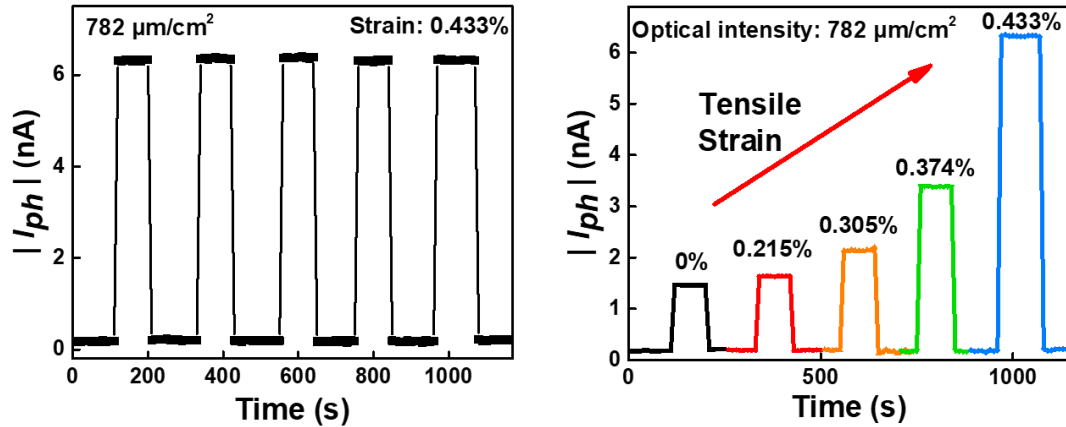 782 μm/cm²
Strain: 0.433%
6
4
2
0
| Iph | (nA)
0
200
400
600
800
1000
Time (s)
Optical intensity: 782 μm/cm²
0.433%
Tensile
Strain
0.374%
0.305%
0.215%
0%
6
5
4
3
2
1
0
| Iph | (nA)
0
500
1000
Time (s)